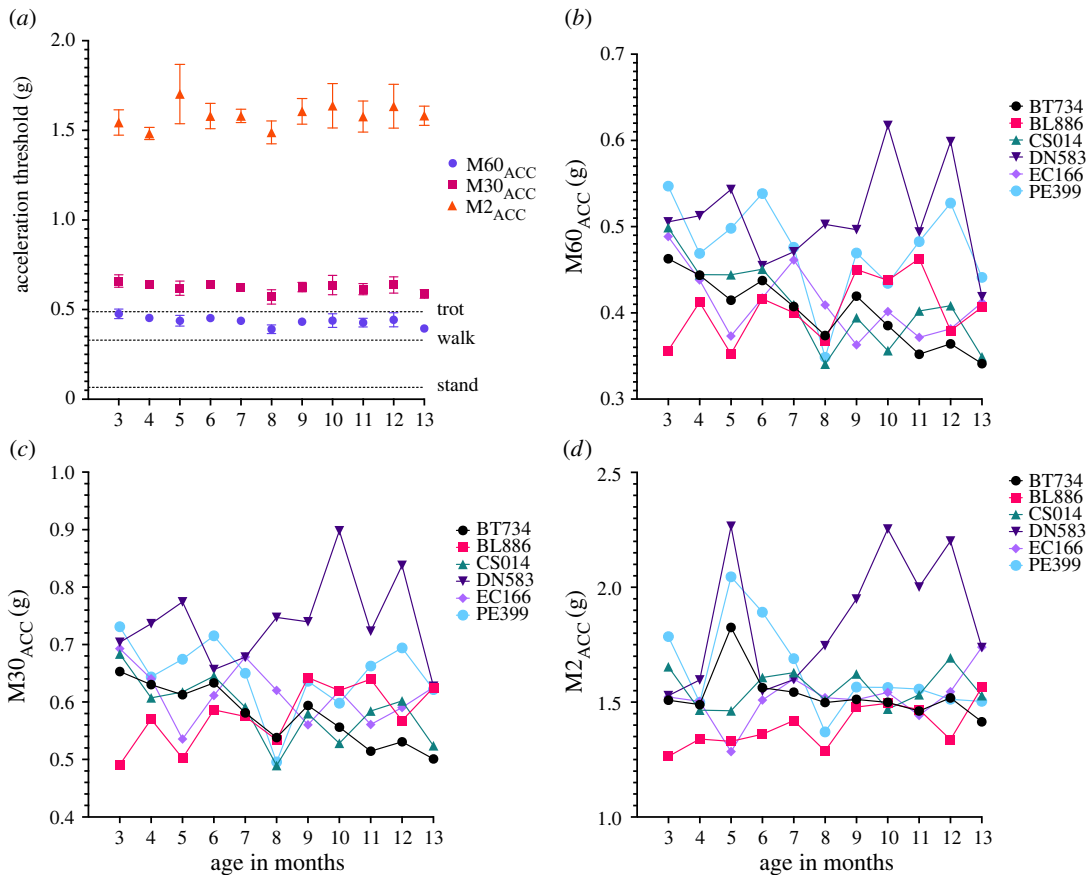 (a)
acceleration threshold (g)
2.0
1.5
1.0
0.5
0
trot
walk
stand
3 4 5 6 7 8 9 10 11 12 13
M60ACC
M30ACC
M2ACC
(b)
M60ACC (g)
0.7
0.6
0.5
0.4
0.3
3 4 5 6 7 8 9 10 11 12 13
BT734
BL886
CS014
DN583
EC166
PE399
(c)
M30ACC (g)
1.0
0.9
0.8
0.7
0.6
0.5
0.4
3 4 5 6 7 8 9 10 11 12 13
age in months
BT734
BL886
CS014
DN583
EC166
PE399
(d)
M2ACC (g)
2.5
2.0
1.5
1.0
3 4 5 6 7 8 9 10 11 12 13
age in months
BT734
BL886
CS014
DN583
EC166
PE399